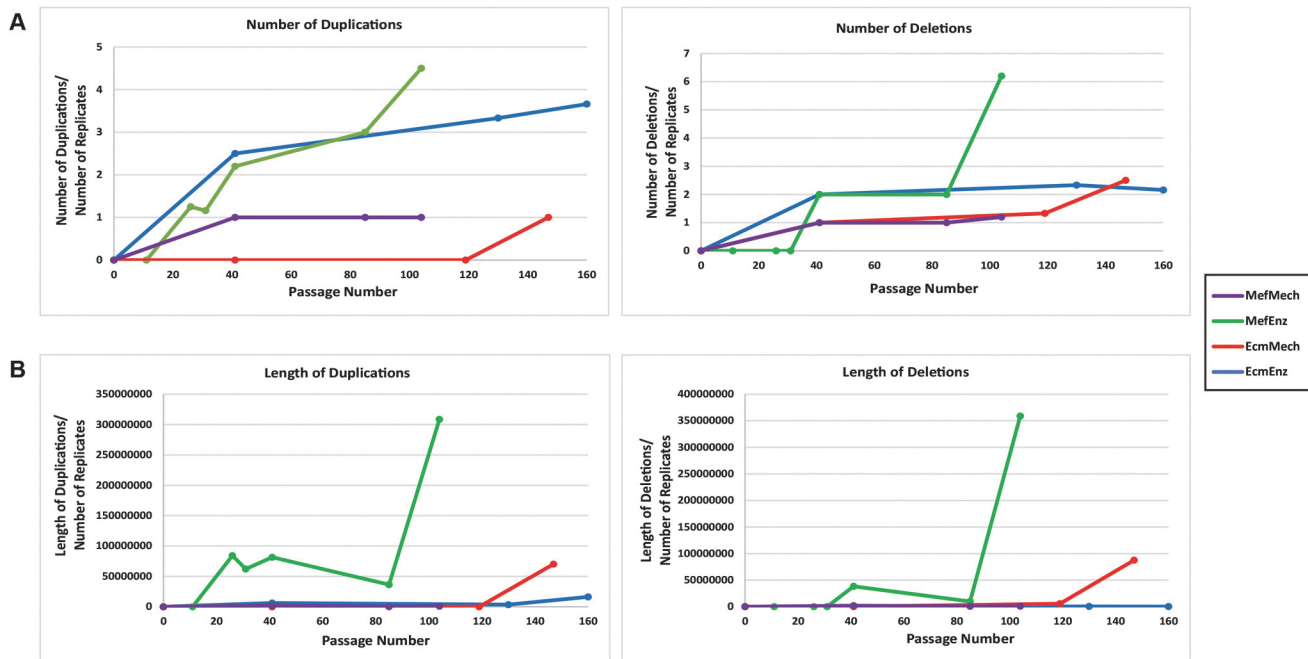 A
Number of Duplications
Number of Duplications/
Number of Replicates
5
4
3
2
1
0
0 20 40 60 80 100 120 140 160
Passage Number
Number of Deletions
Number of Deletions/
Number of Replicates
7
6
5
4
3
2
1
0
0 20 40 60 80 100 120 140 160
Passage Number
MefMech
MefEnz
EcmMech
EcmEnz
B
Length of Duplications
Length of Duplications/
Number of Replicates
350000000
300000000
250000000
200000000
150000000
100000000
50000000
0
0 20 40 60 80 100 120 140 160
Passage Number
Length of Deletions
Length of Deletions/
Number of Replicates
400000000
350000000
300000000
250000000
200000000
150000000
100000000
50000000
0
0 20 40 60 80 100 120 140 160
Passage Number